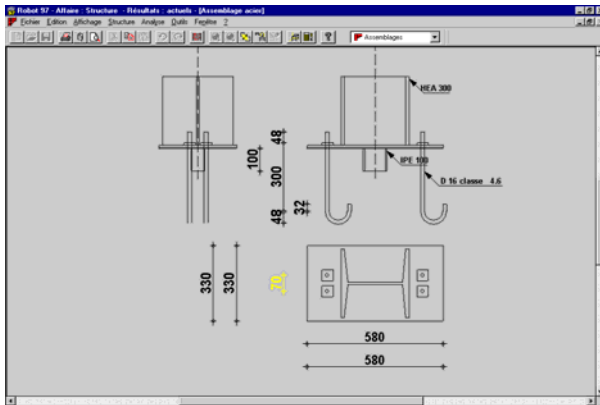 Robot 97 - Affaire : Structure - Résultats : actuels - [Assemblage acier]
Fichier Edition Affichage Structure Analyse Outils Fenêtre ?
Assemblages
HEA 300
48
100
IPE 100
300
D 16 classe 4.6
32
48
330
330
70
580
580